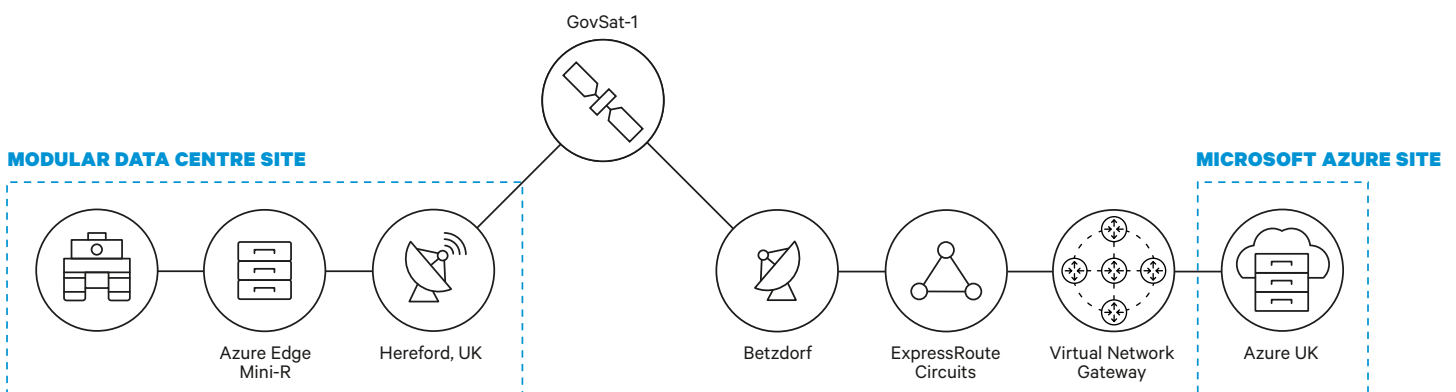 GovSat-1
MODULAR DATA CENTRE SITE
MICROSOFT AZURE SITE
Azure Edge
Mini-R
Hereford, UK
Betzdorf
ExpressRoute
Circuits
Virtual Network
Gateway
Azure UK